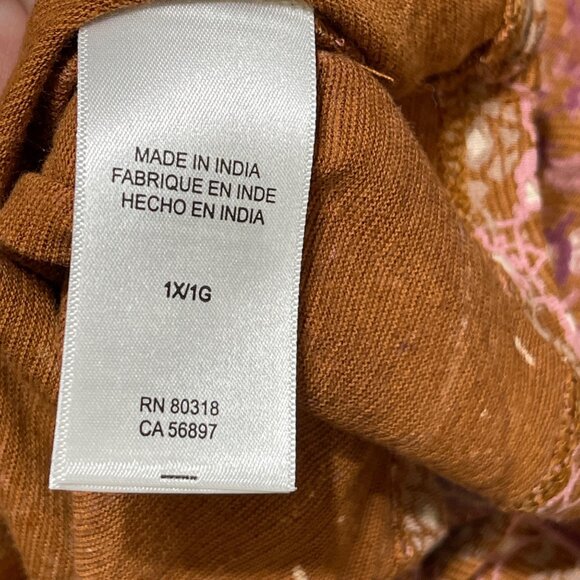 MADE IN INDIA
FABRIQUE EN INDE
HECHO EN INDIA
1X/1G
RN 80318
CA 56897